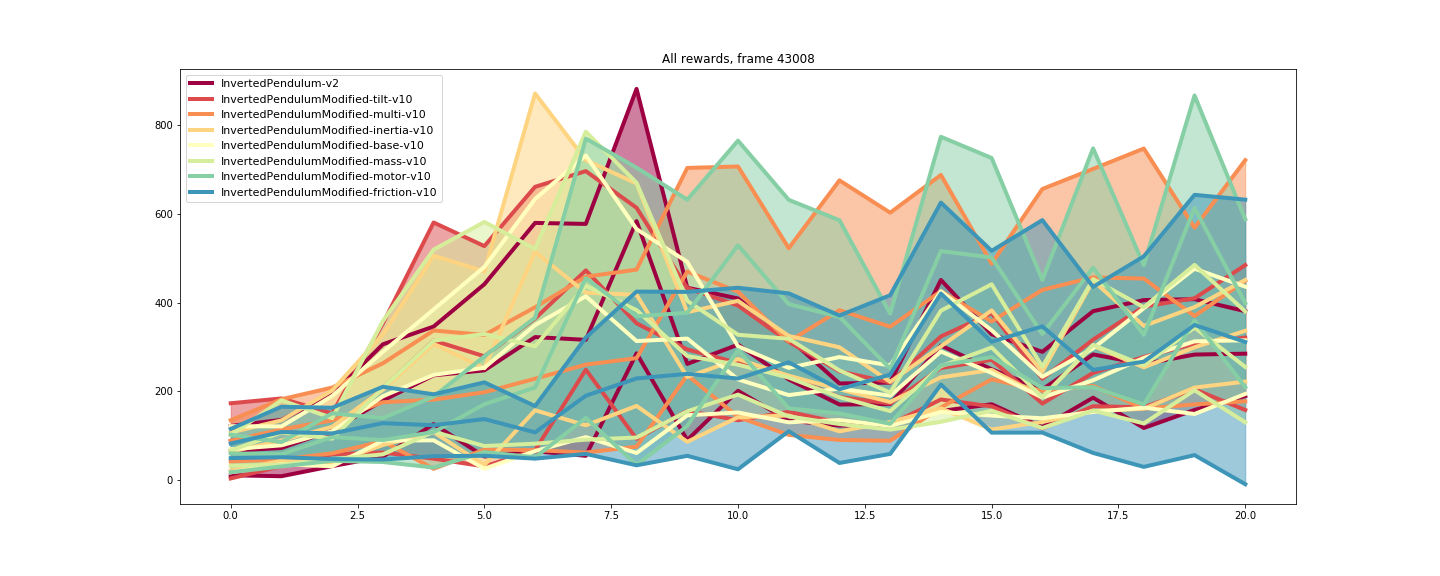 All rewards, frame 43008
InvertedPendulum-v2
InvertedPendulumModified-tilt-v10
InvertedPendulumModified-multi-v10
InvertedPendulumModified-inertia-v10
InvertedPendulumModified-base-v10
InvertedPendulumModified-mass-v10
InvertedPendulumModified-motor-v10
InvertedPendulumModified-friction-v10
800
600
400
200
0
0.0 2.5 5.0 7.5 10.0 12.5 15.0 17.5 20.0